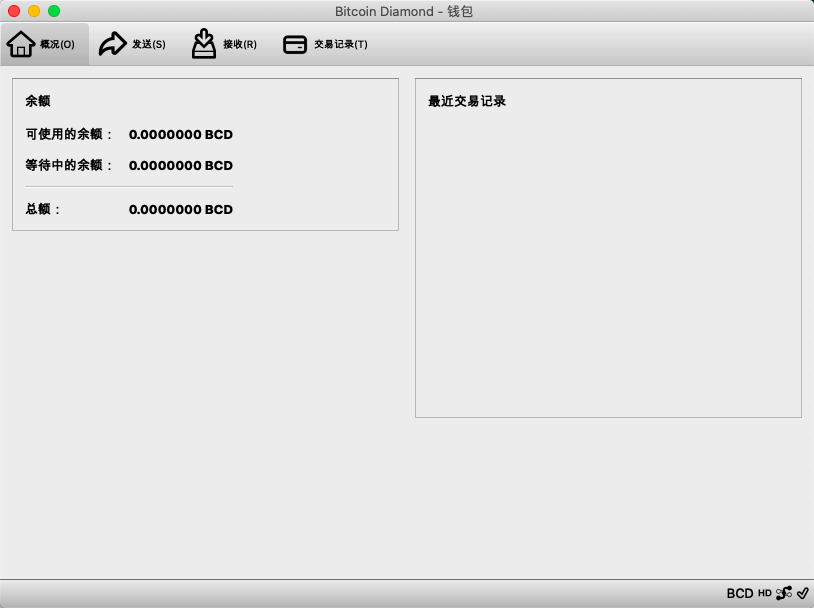 Bitcoin Diamond - 钱包
概况(O) 发送(S) 接收(R) 交易记录(T)
余额
可使用的余额： 0.0000000 BCD
等待中的余额： 0.0000000 BCD
总额： 0.0000000 BCD
最近交易记录
BCD HD